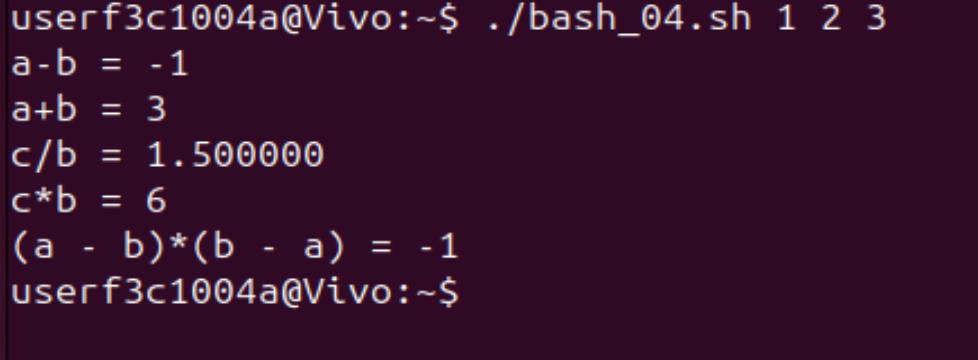 userf3c1004a@Vivo:~$ ./bash_04.sh 1 2 3
a-b = -1
a+b = 3
c/b = 1.500000
c*b = 6
(a - b)*(b - a) = -1
userf3c1004a@Vivo:~$